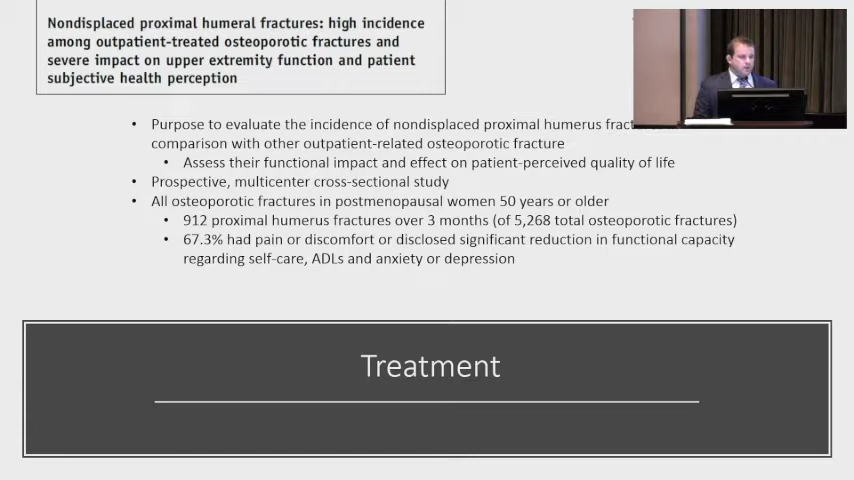 Nondisplaced proximal humeral fractures: high incidence
among outpatient-treated osteoporotic fractures and
severe impact on upper extremity function and patient
subjective health perception
• Purpose to evaluate the incidence of nondisplaced proximal humerus
comparison with other outpatient-related osteoporotic fracture
• Assess their functional impact and effect on patient-perceived quality of life
• Prospective, multicenter cross-sectional study
• All osteoporotic fractures in postmenopausal women 50 years or older
• 912 proximal humerus fractures over 3 months (of 5,268 total osteoporotic fractures)
• 67.3% had pain or discomfort or disclosed significant reduction in functional capacity
regarding self-care, ADLs and anxiety or depression
Treatment